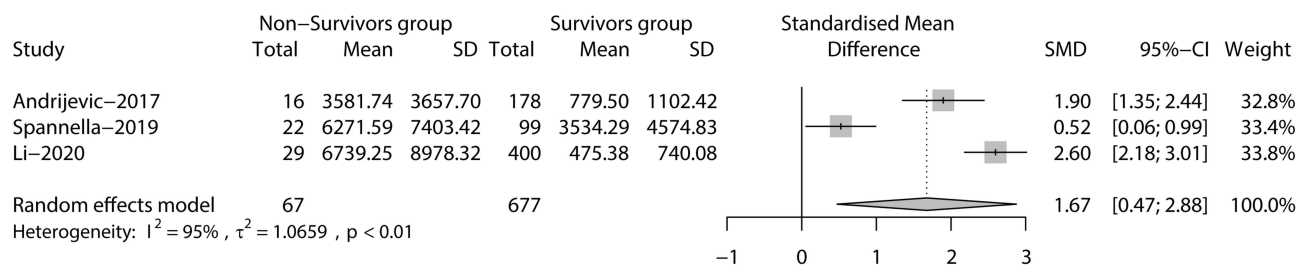 Non−Survivors group Survivors group Standardised Mean
Study Total Mean SD Total Mean SD Difference SMD 95%−CI Weight
Andrijevic−2017 16 3581.74 3657.70 178 779.50 1102.42 1.90 [1.35; 2.44] 32.8%
Spannella−2019 22 6271.59 7403.42 99 3534.29 4574.83 0.52 [0.06; 0.99] 33.4%
Li−2020 29 6739.25 8978.32 400 475.38 740.08 2.60 [2.18; 3.01] 33.8%
Random effects model 67 677 1.67 [0.47; 2.88] 100.0%
Heterogeneity: I² = 95% , τ² = 1.0659 , p < 0.01
−1 0 1 2 3